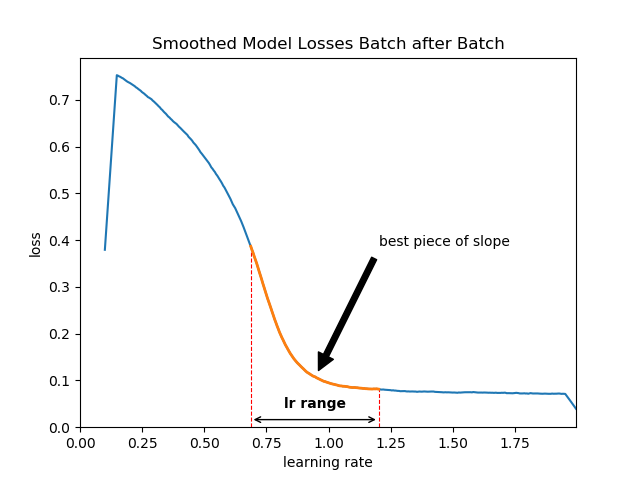 Smoothed Model Losses Batch after Batch
0.7
0.6
0.5
0.4
0.3
0.2
0.1
0.0
loss
best piece of slope
lr range
0.00 0.25 0.50 0.75 1.00 1.25 1.50 1.75
learning rate